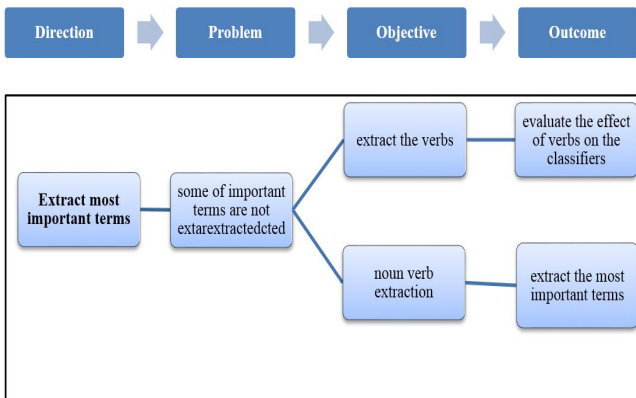 Direction
Problem
Objective
Outcome
Extract most
important terms
some of important
terms are not
extarextractedcted
extract the verbs
evaluate the effect
of verbs on the
classifiers
noun verb
extraction
extract the most
important terms